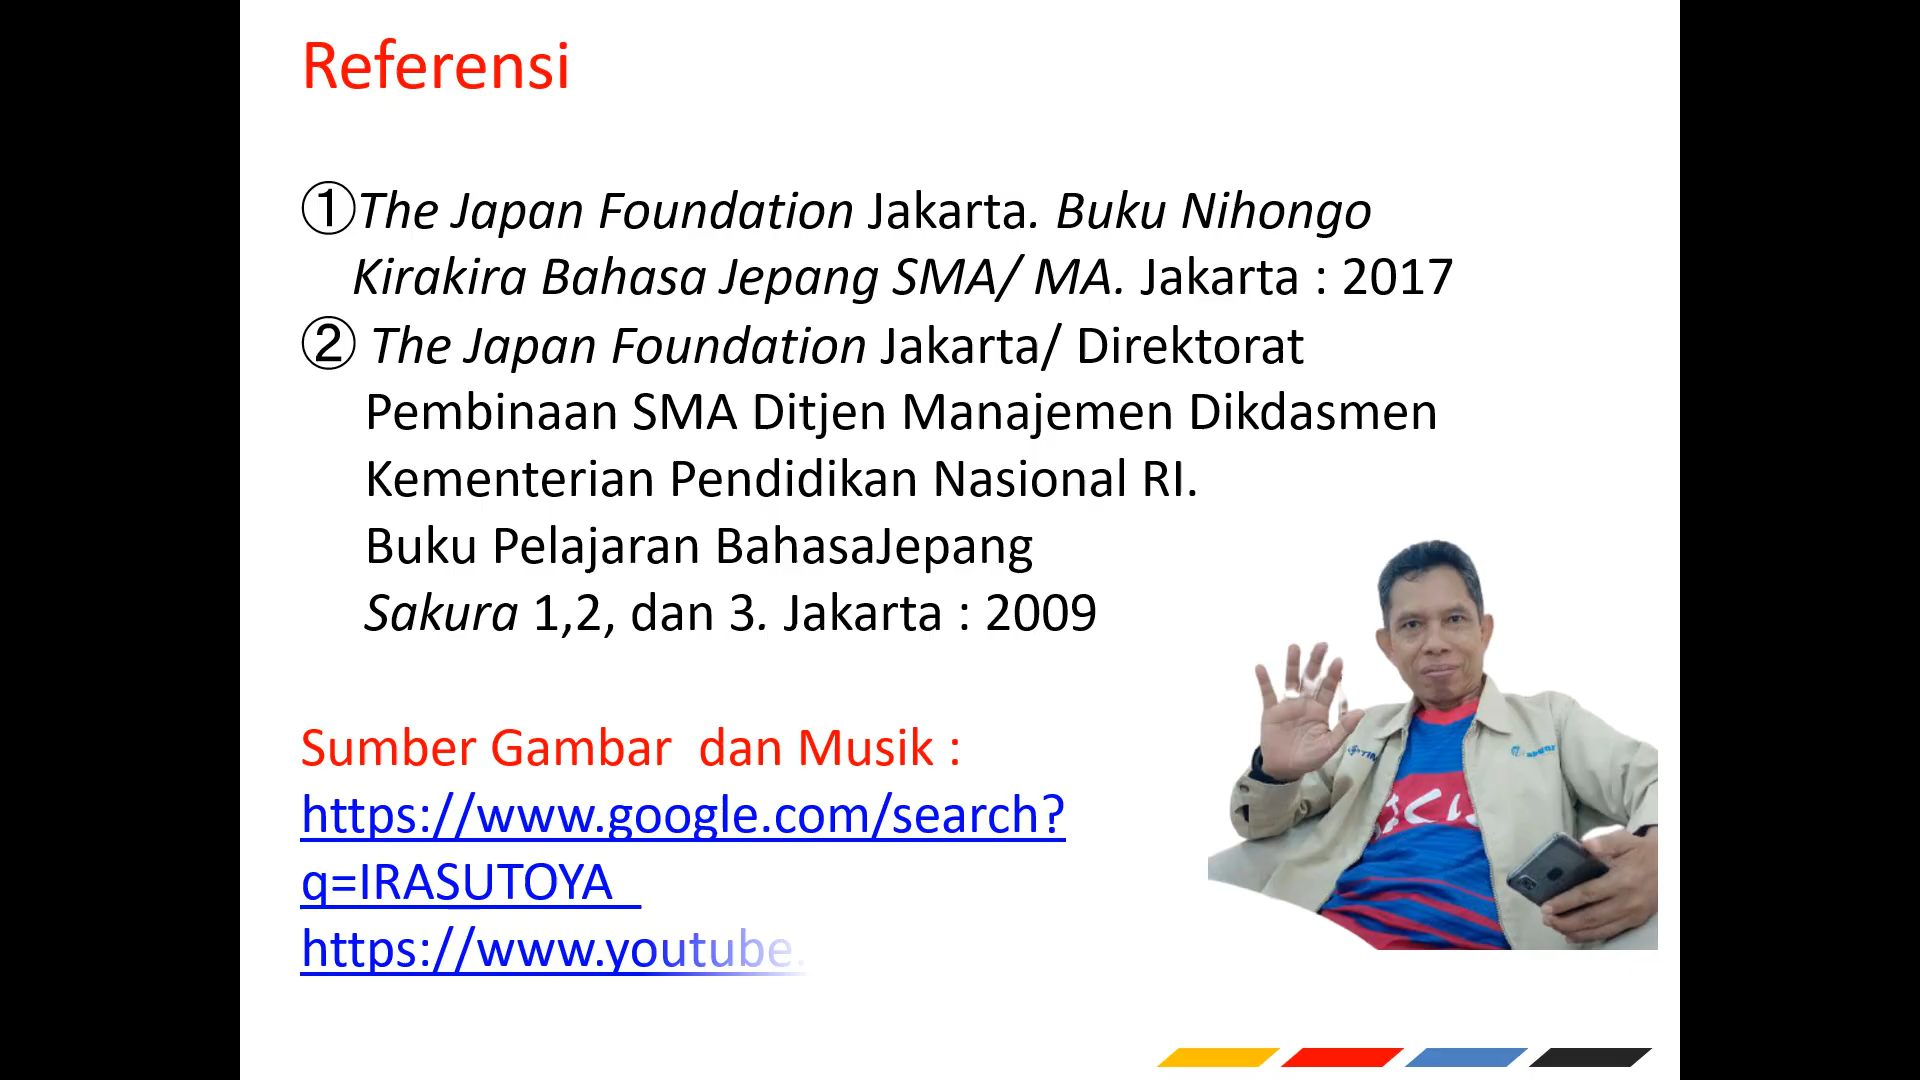 Referensi
①The Japan Foundation Jakarta. Buku Nihongo
Kirakira Bahasa Jepang SMA/ MA. Jakarta : 2017
② The Japan Foundation Jakarta/ Direktorat
Pembinaan SMA Ditjen Manajemen Dikdasmen
Kementerian Pendidikan Nasional RI.
Buku Pelajaran BahasaJepang
Sakura 1,2, dan 3. Jakarta : 2009
Sumber Gambar  dan Musik :
https://www.google.com/search?
q=IRASUTOYA_
https://www.youtube.